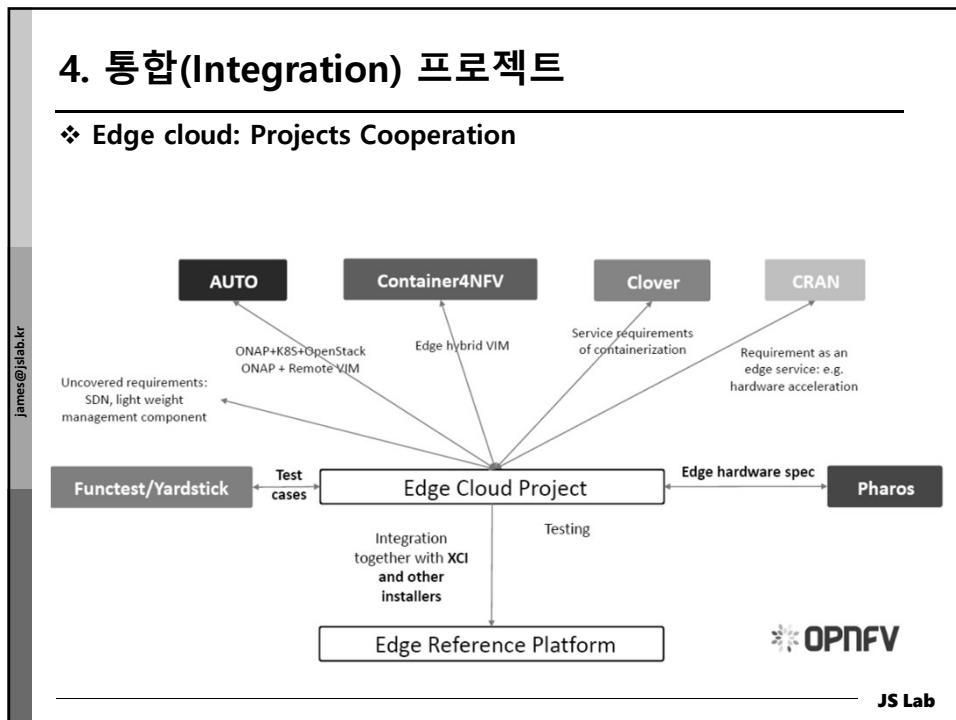 4. 통합(Integration) 프로젝트
❖ Edge cloud: Projects Cooperation
AUTO
Container4NFV
Clover
CRAN
ONAP+K8S+OpenStack
ONAP + Remote VIM
Edge hybrid VIM
Service requirements
of containerization
Requirement as an
edge service: e.g.
hardware acceleration
Uncovered requirements:
SDN, light weight
management component
james@jslab.kr
Functest/Yardstick
Test
cases
Edge Cloud Project
Edge hardware spec
Pharos
Testing
Integration
together with XCI
and other
installers
Edge Reference Platform
OPNFV
JS Lab